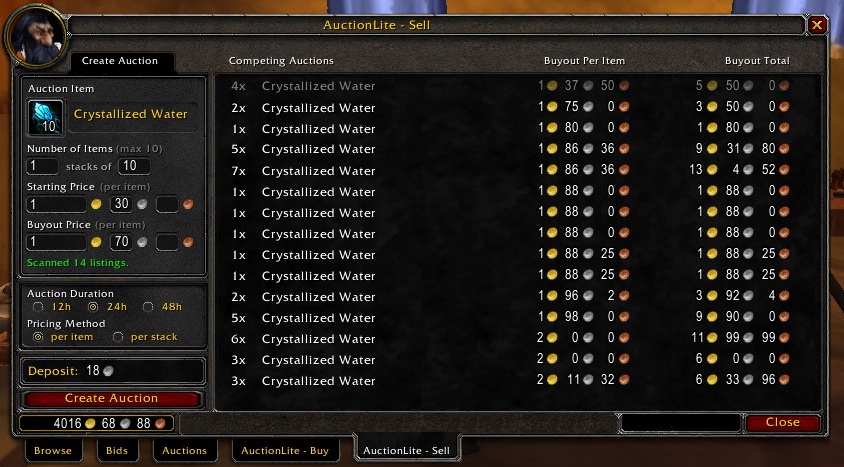 AuctionLite - Sell
Create Auction
Competing Auctions Buyout Per Item Buyout Total
Auction Item
10 Crystallized Water
Number of Items (max 10)
1 stacks of 10
Starting Price (per item)
1 30
Buyout Price (per item)
1 70
Scanned 14 listings.
Auction Duration
12h 24h 48h
Pricing Method
per item per stack
Deposit: 18
Create Auction
4016 68 88
4x Crystallized Water 1 37 50 5 50 0
2x Crystallized Water 1 75 0 3 50 0
1x Crystallized Water 1 80 0 1 80 0
5x Crystallized Water 1 86 36 9 31 80
7x Crystallized Water 1 86 36 13 4 52
1x Crystallized Water 1 88 0 1 88 0
1x Crystallized Water 1 88 0 1 88 0
1x Crystallized Water 1 88 0 1 88 0
1x Crystallized Water 1 88 25 1 88 25
1x Crystallized Water 1 88 25 1 88 25
2x Crystallized Water 1 96 2 3 92 4
5x Crystallized Water 1 98 0 9 90 0
6x Crystallized Water 2 0 0 11 99 99
3x Crystallized Water 2 0 0 6 0 0
3x Crystallized Water 2 11 32 6 33 96
Close
Browse Bids Auctions AuctionLite - Buy AuctionLite - Sell